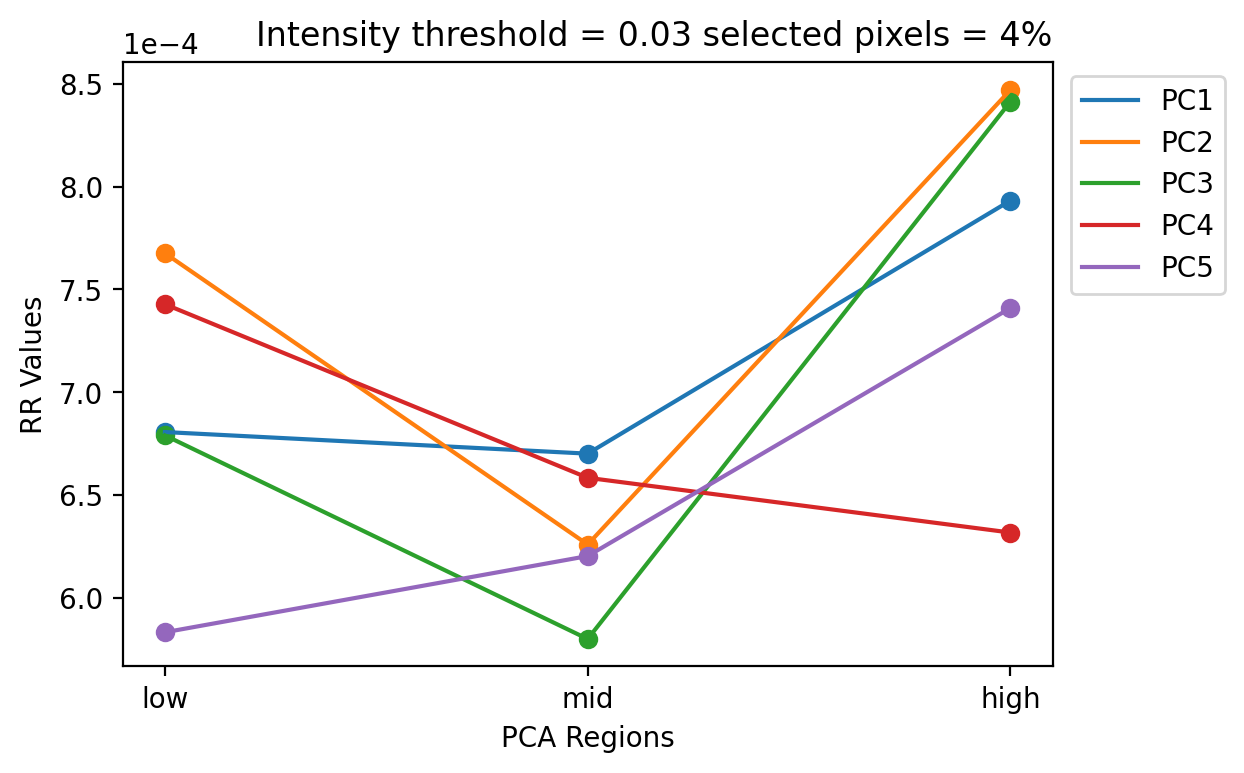 Intensity threshold = 0.03 selected pixels = 4%
1e−4
8.5
8.0
7.5
7.0
6.5
6.0
RR Values
low mid high
PCA Regions
PC1
PC2
PC3
PC4
PC5